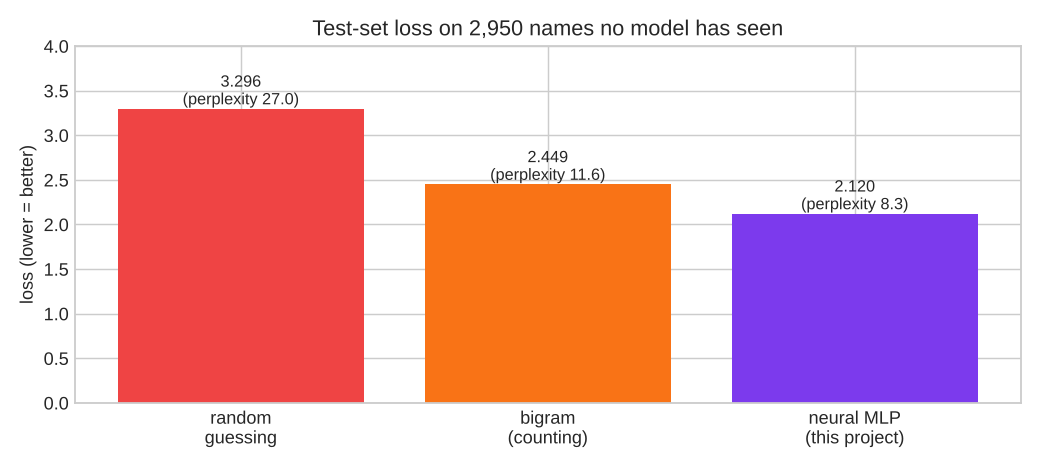 Test-set loss on 2,950 names no model has seen
loss (lower = better)
4.0
3.5
3.0
2.5
2.0
1.5
1.0
0.5
0.0
3.296
(perplexity 27.0)
2.449
(perplexity 11.6)
2.120
(perplexity 8.3)
random
guessing
bigram
(counting)
neural MLP
(this project)